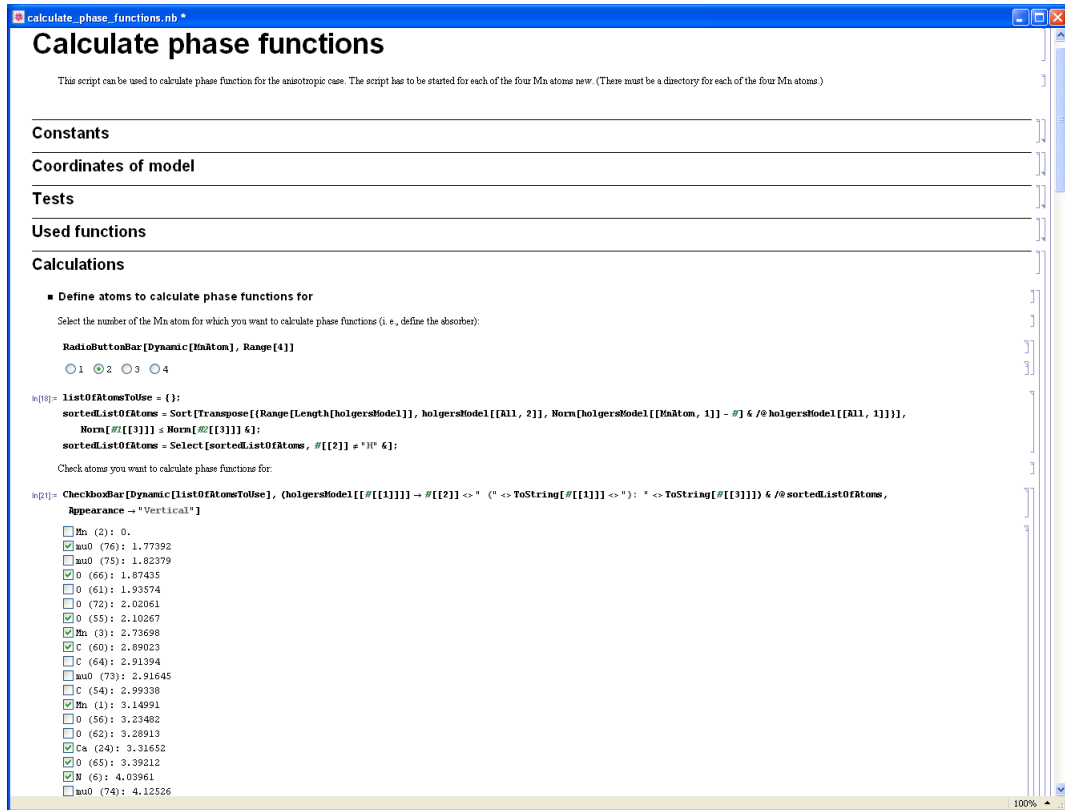 calculate_phase_functions.nb *
Calculate phase functions
This script can be used to calculate phase function for the anisotropic case. The script has to be started for each of the four Mn atoms new. (There must be a directory for each of the four Mn atoms.)
Constants
Coordinates of model
Tests
Used functions
Calculations
■ Define atoms to calculate phase functions for
Select the number of the Mn atom for which you want to calculate phase functions (i. e., define the absorber):
RadioButtonBar[Dynamic[MnAtom], Range[4]]
1 2 3 4
In[18]:= listOfAtomsToUse = {};
sortedListOfAtoms = Sort[Transpose[{Range[Length[holgersModel]], holgersModel[[All, 2]], Norm[holgersModel[[MnAtom, 1]] - #] & /@ holgersModel[[All, 1]]}],
Norm[#1[[3]]] ≤ Norm[#2[[3]]] &];
sortedListOfAtoms = Select[sortedListOfAtoms, #[[2]] ≠ "H" &];
Check atoms you want to calculate phase functions for:
In[21]:= CheckboxBar[Dynamic[listOfAtomsToUse], (holgersModel[[#[[1]]]] → #[[2]] <> " (" <> ToString[#[[1]]] <> "): " <> ToString[#[[3]]]) & /@ sortedListOfAtoms,
Appearance → "Vertical"]
Mn (2): 0.
muO (76): 1.77392
muO (75): 1.82379
O (66): 1.87435
O (61): 1.93574
O (72): 2.02061
O (55): 2.10267
Mn (3): 2.73698
C (60): 2.89023
C (64): 2.91394
muO (73): 2.91645
C (54): 2.99338
Mn (1): 3.14991
O (56): 3.23482
O (62): 3.28913
Ca (24): 3.31652
O (65): 3.39212
N (6): 4.03961
muO (74): 4.12526
100%